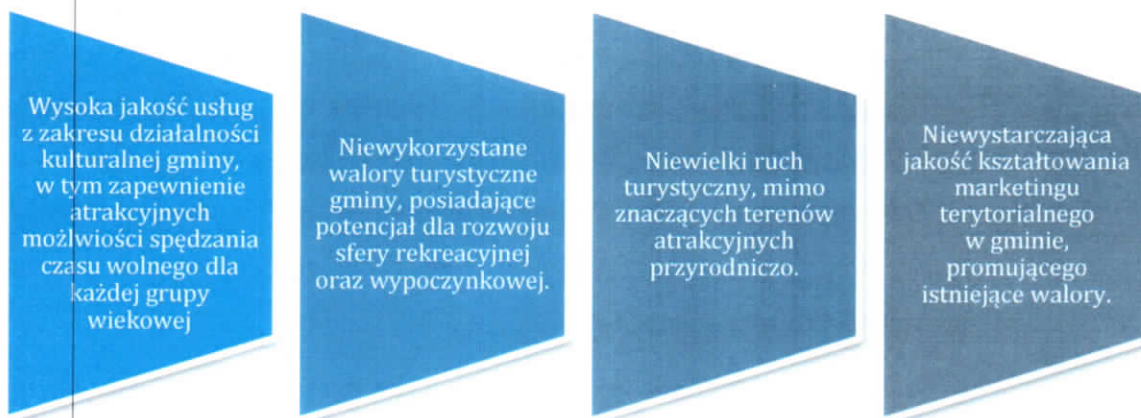 Wysoka jakość usług
z zakresu działalności
kulturalnej gminy,
w tym zapewnienie
atrakcyjnych
możlwiości spędzania
czasu wolnego dla
każdej grupy
wiekowej
Niewykorzystane
walory turystyczne
gminy, posiadające
potencjał dla rozwoju
sfery rekreacyjnej
oraz wypoczynkowej.
Niewielki ruch
turystyczny, mimo
znaczących terenów
atrakcyjnych
przyrodniczo.
Niewystarczająca
jakość kształtowania
marketingu
terytorialnego
w gminie,
promującego
istniejące walory.